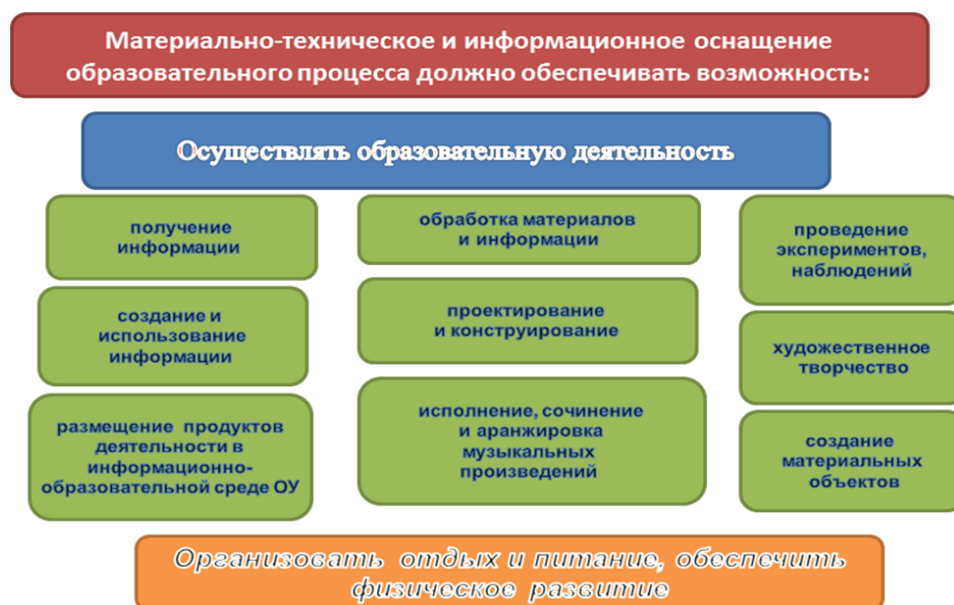 Материально-техническое и информационное оснащение
образовательного процесса должно обеспечивать возможность:
Осуществлять образовательную деятельность
получение
информации
создание и
использование
информации
размещение продуктов
деятельности в
информационно-
образовательной среде ОУ
обработка материалов
и информации
проектирование
и конструирование
исполнение, сочинение
и аранжировка
музыкальных
произведений
проведение
экспериментов,
наблюдений
художественное
творчество
создание
материальных
объектов
Организовать отдых и питание, обеспечить
физическое развитие